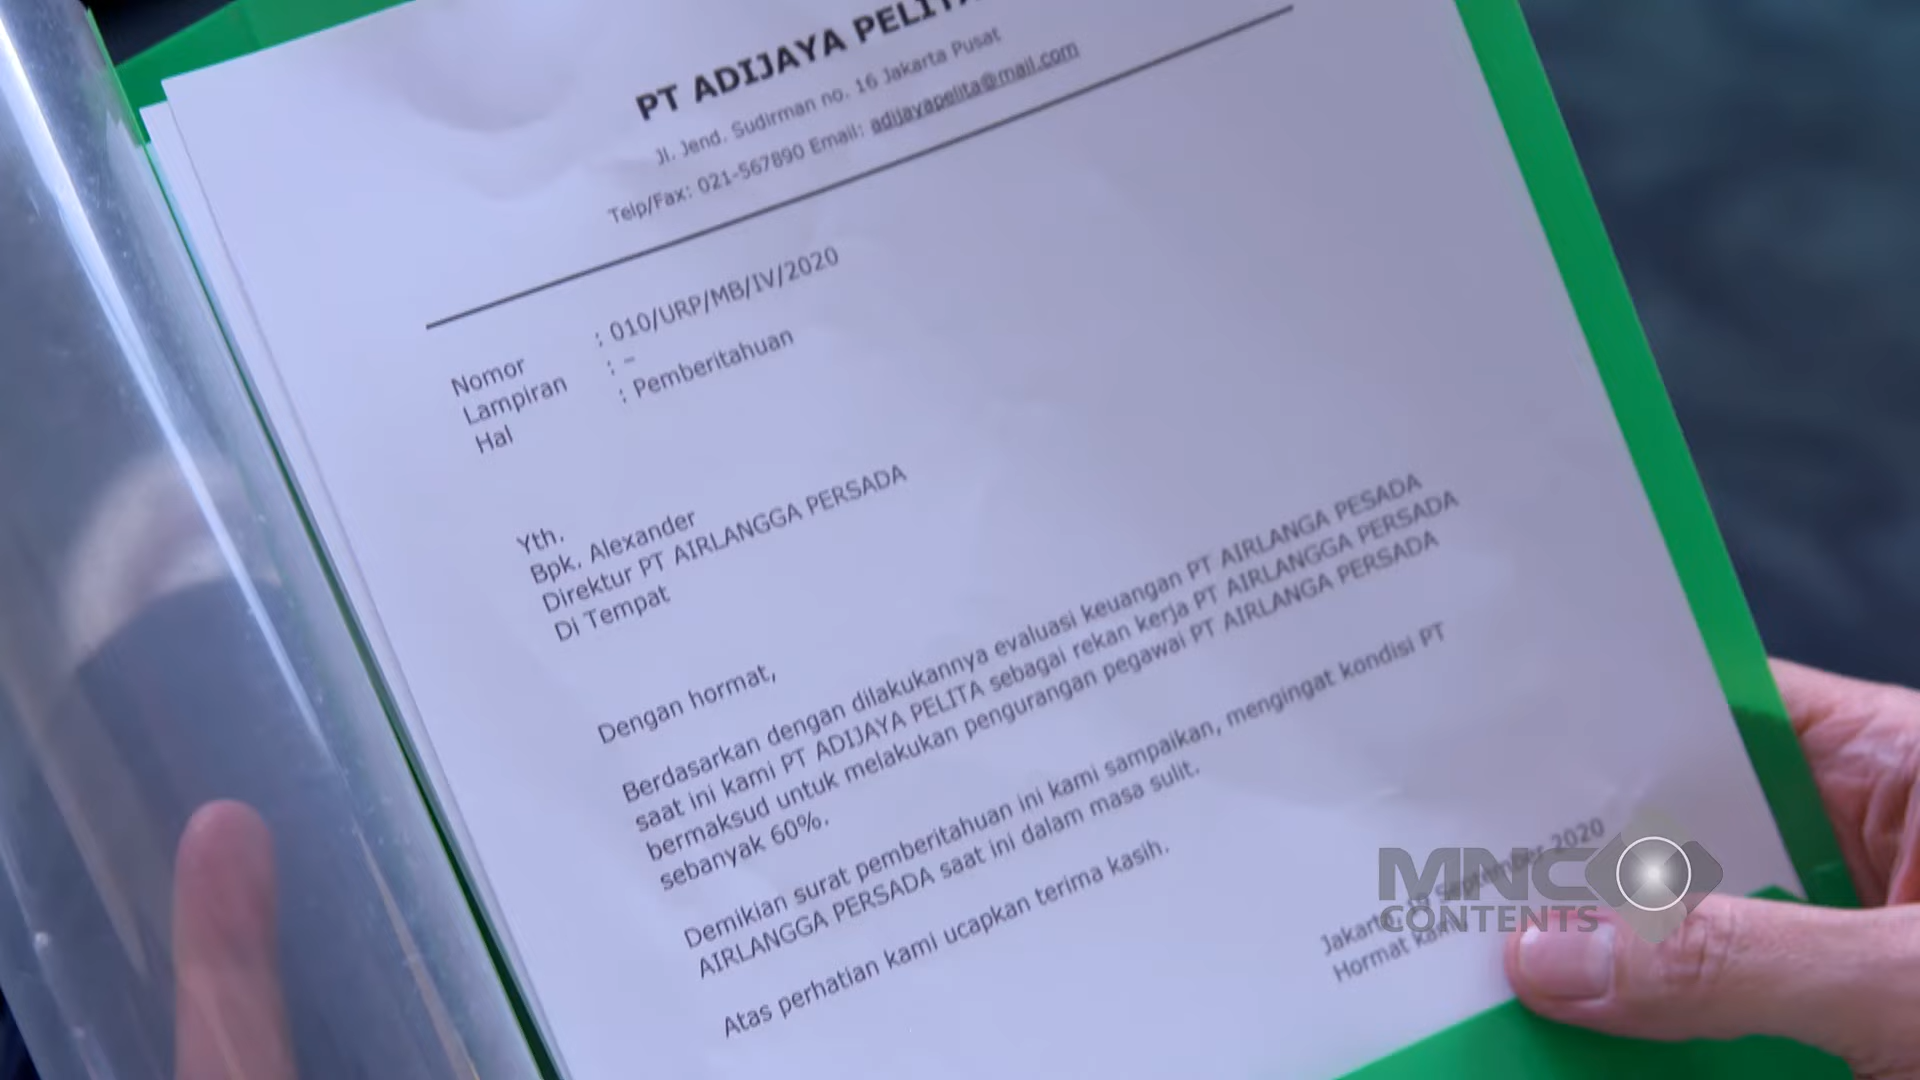 PT ADIJAYA PELITA
Jl. Jend. Sudirman no. 16 Jakarta Pusat
Telp/Fax: 021-567890 Email: adijayapelita@mail.com
Nomor : 010/URP/MB/IV/2020
Lampiran : –
Hal : Pemberitahuan
Yth.
Bpk. Alexander
Direktur PT AIRLANGGA PERSADA
Di Tempat
Dengan hormat,
Berdasarkan dengan dilakukannya evaluasi keuangan PT AIRLANGA PESADA
saat ini kami PT ADIJAYA PELITA sebagai rekan kerja PT AIRLANGGA PERSADA
bermaksud untuk melakukan pengurangan pegawai PT AIRLANGA PERSADA
sebanyak 60%.
Demikian surat pemberitahuan ini kami sampaikan, mengingat kondisi PT
AIRLANGGA PERSADA saat ini dalam masa sulit.
Atas perhatian kami ucapkan terima kasih.
Jakarta, September 2020
Hormat kami
MNC
CONTENTS